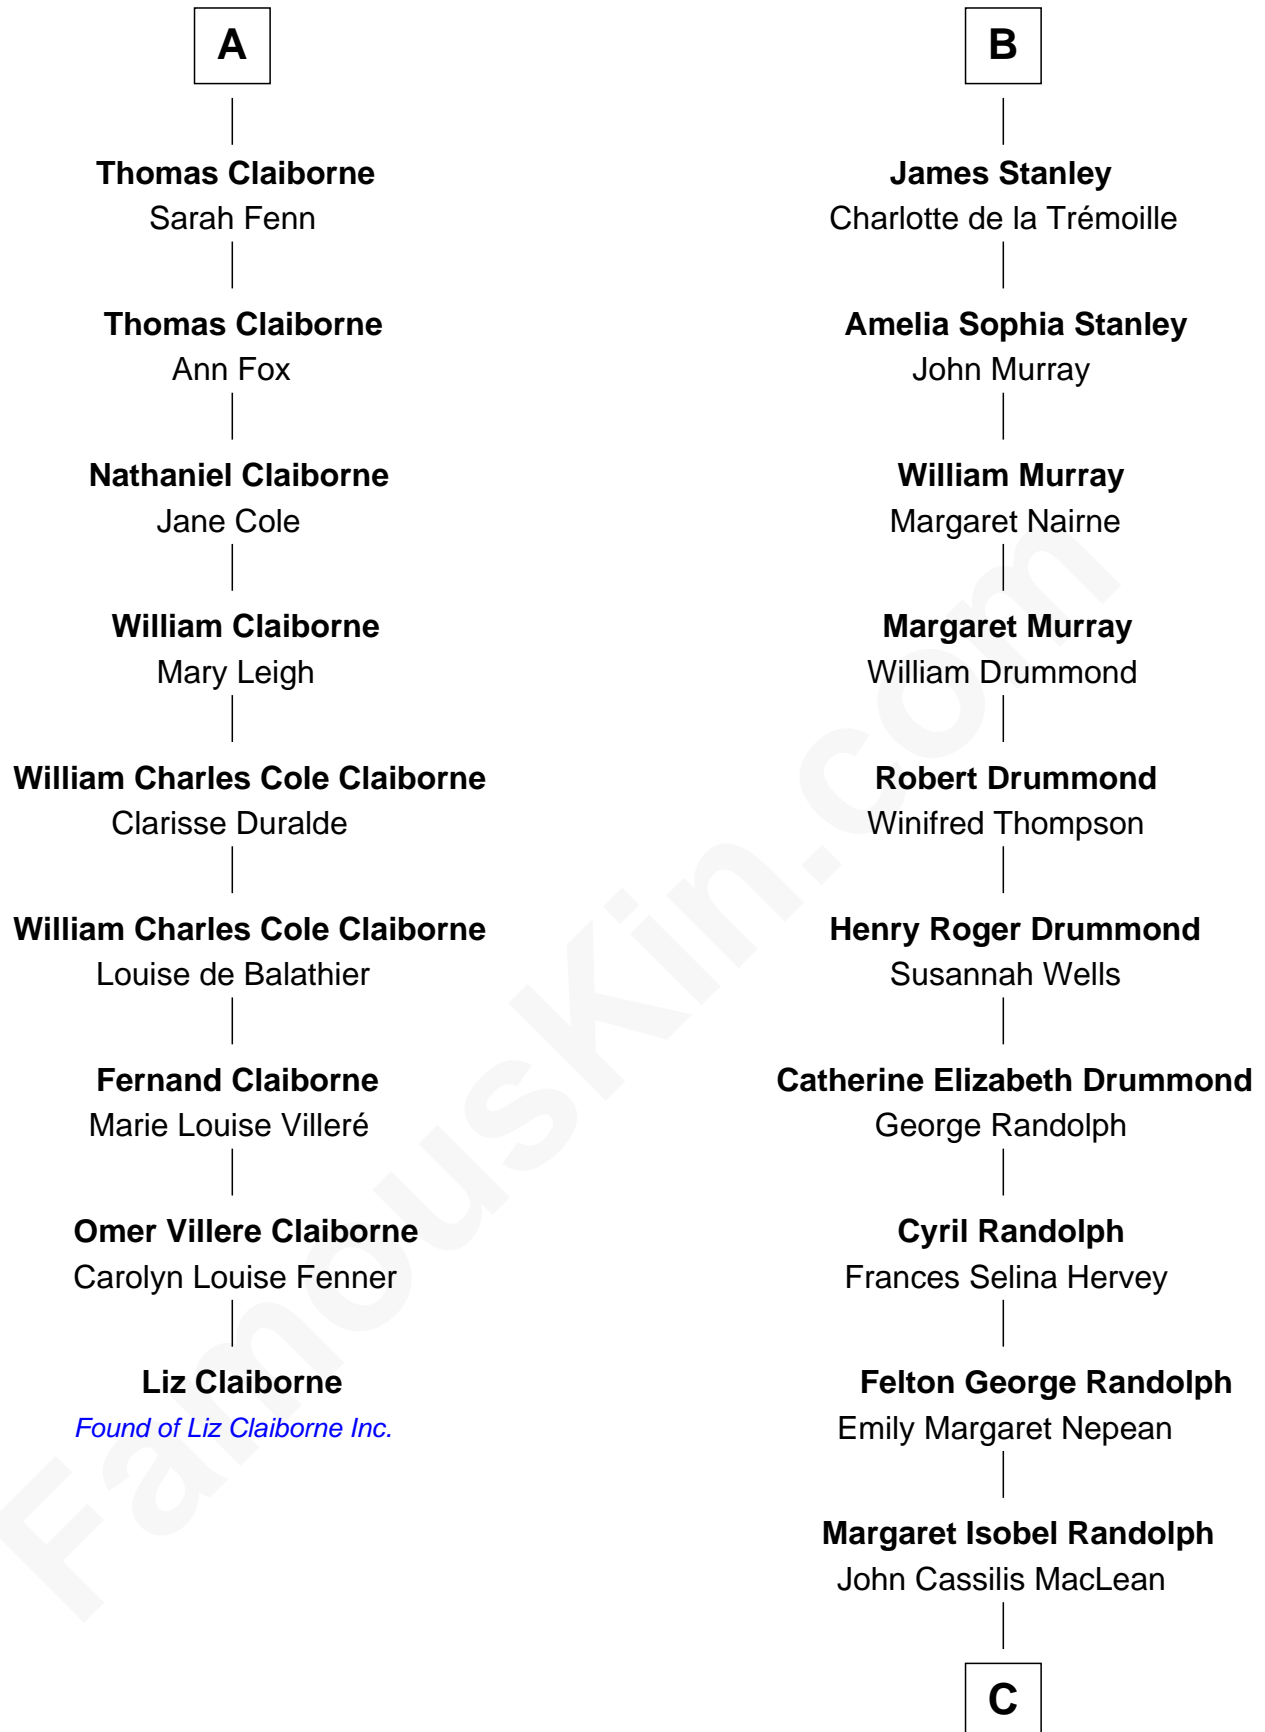 A
Thomas Claiborne
Sarah Fenn
Thomas Claiborne
Ann Fox
Nathaniel Claiborne
Jane Cole
William Claiborne
Mary Leigh
William Charles Cole Claiborne
Clarisse Duralde
William Charles Cole Claiborne
Louise de Balathier
Fernand Claiborne
Marie Louise Villeré
Omer Villere Claiborne
Carolyn Louise Fenner
Liz Claiborne
Found of Liz Claiborne Inc.
B
James Stanley
Charlotte de la Trémoille
Amelia Sophia Stanley
John Murray
William Murray
Margaret Nairne
Margaret Murray
William Drummond
Robert Drummond
Winifred Thompson
Henry Roger Drummond
Susannah Wells
Catherine Elizabeth Drummond
George Randolph
Cyril Randolph
Frances Selina Hervey
Felton George Randolph
Emily Margaret Nepean
Margaret Isobel Randolph
John Cassilis MacLean
C
FamousKin.com